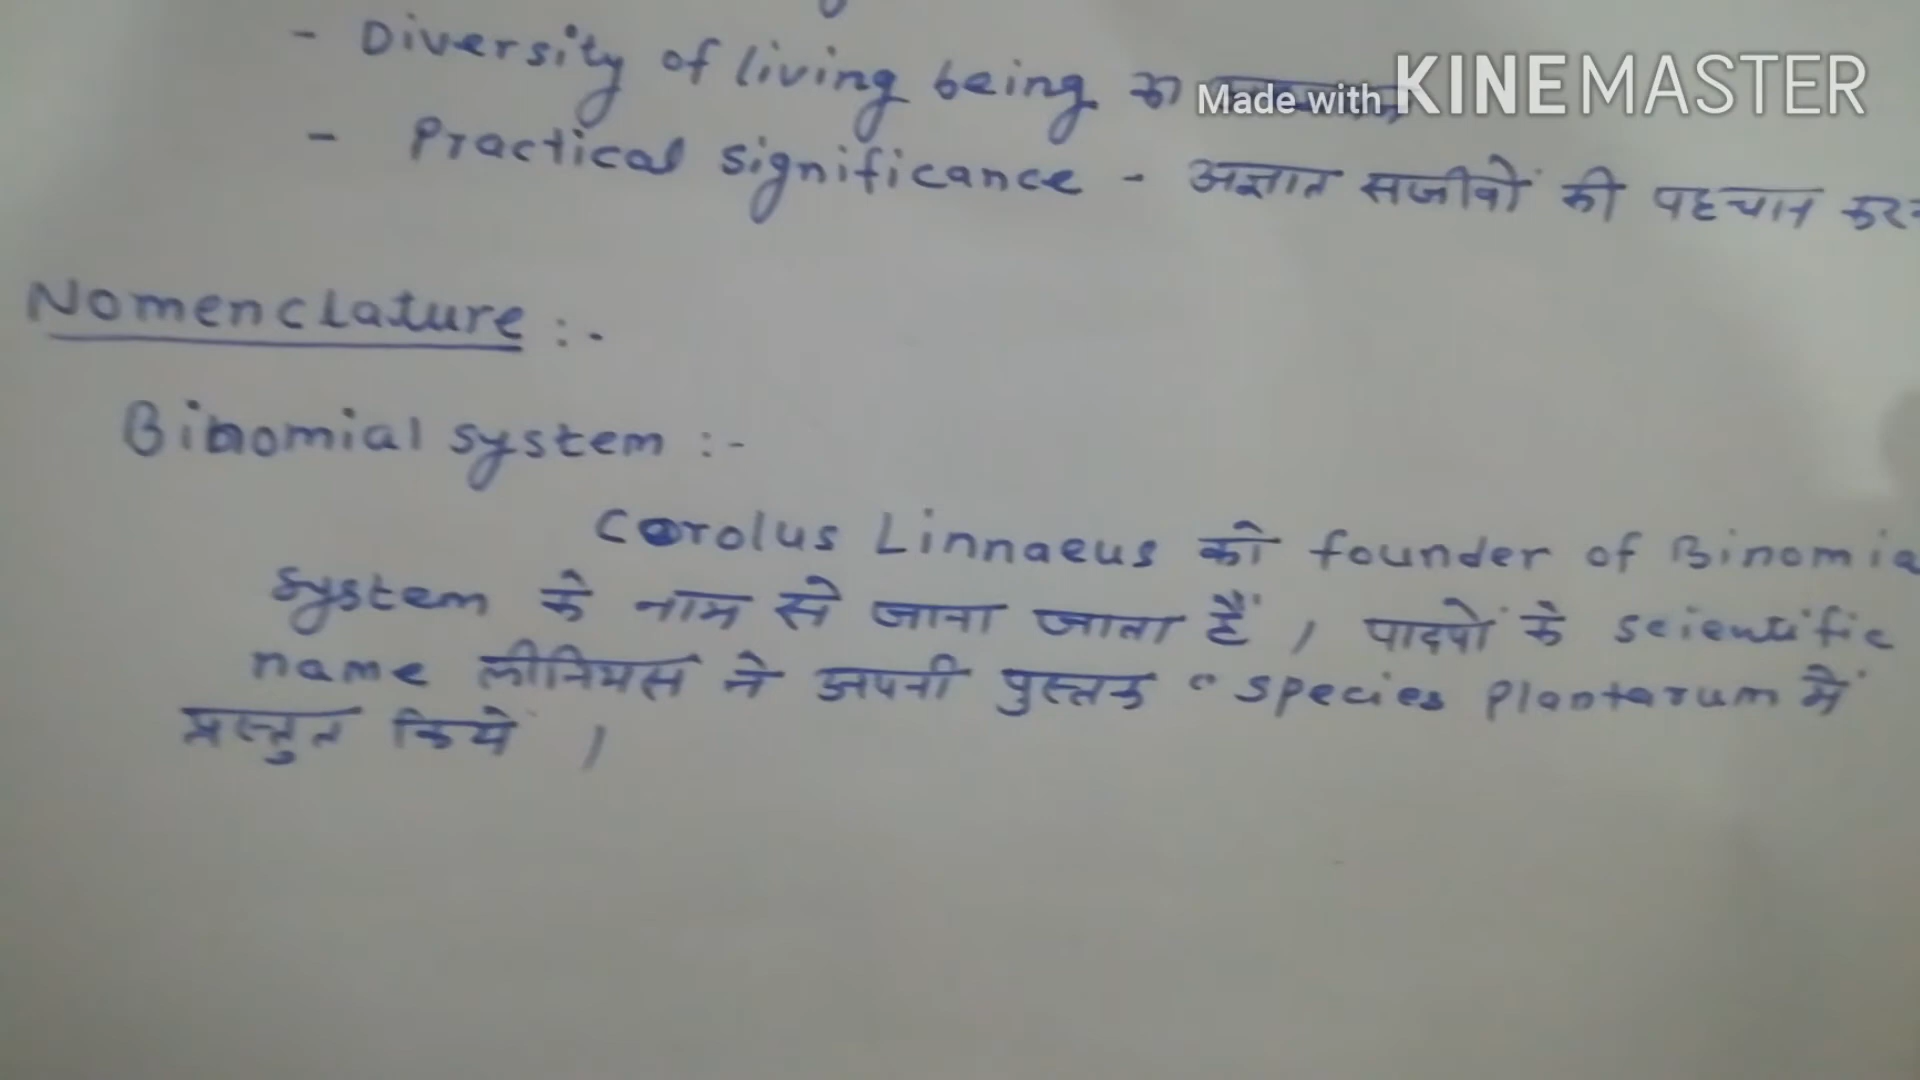 - Diversity of living being का
Made with KINEMASTER
- Practical significance - अज्ञात सजीवों की पहचान कर
Nomenclature :-
Binomial system :-
Carolus Linnaeus को founder of Binomia
system के नाम से जाना जाता हैं , पादपों के scientific
name लीनियस ने अपनी पुस्तक " species plantarum में
प्रस्तुत किये ।